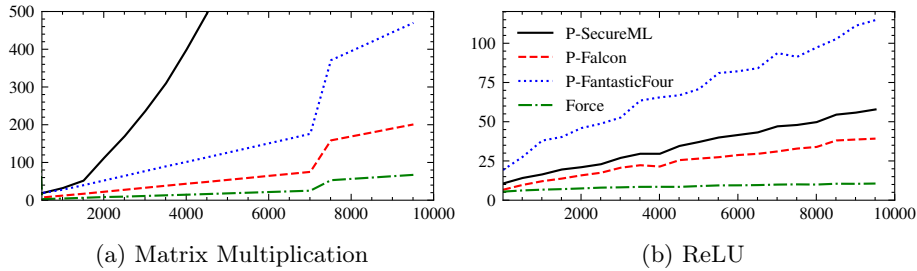 500
400
300
200
100
0
2000 4000 6000 8000 10000
(a) Matrix Multiplication
100
75
50
25
0
P-SecureML
P-Falcon
P-FantasticFour
Force
2000 4000 6000 8000 10000
(b) ReLU